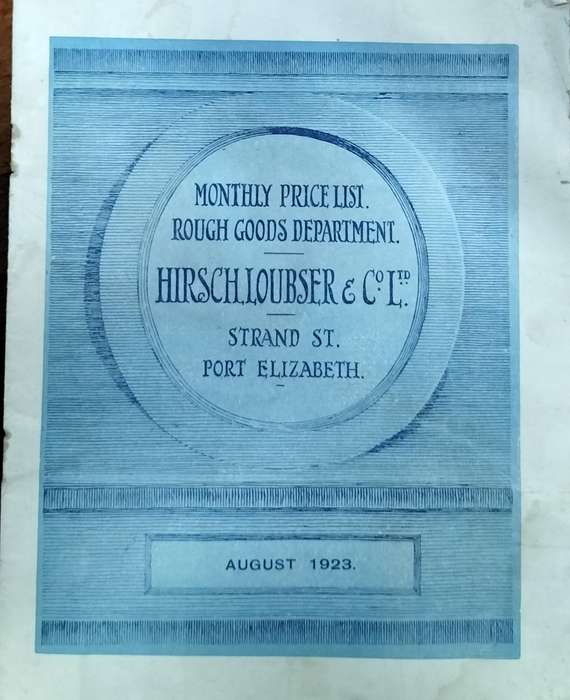 MONTHLY PRICE LIST.
ROUGH GOODS DEPARTMENT.
HIRSCH, LOUBSER & Co. LTD.
STRAND ST.
PORT ELIZABETH.
AUGUST 1923.